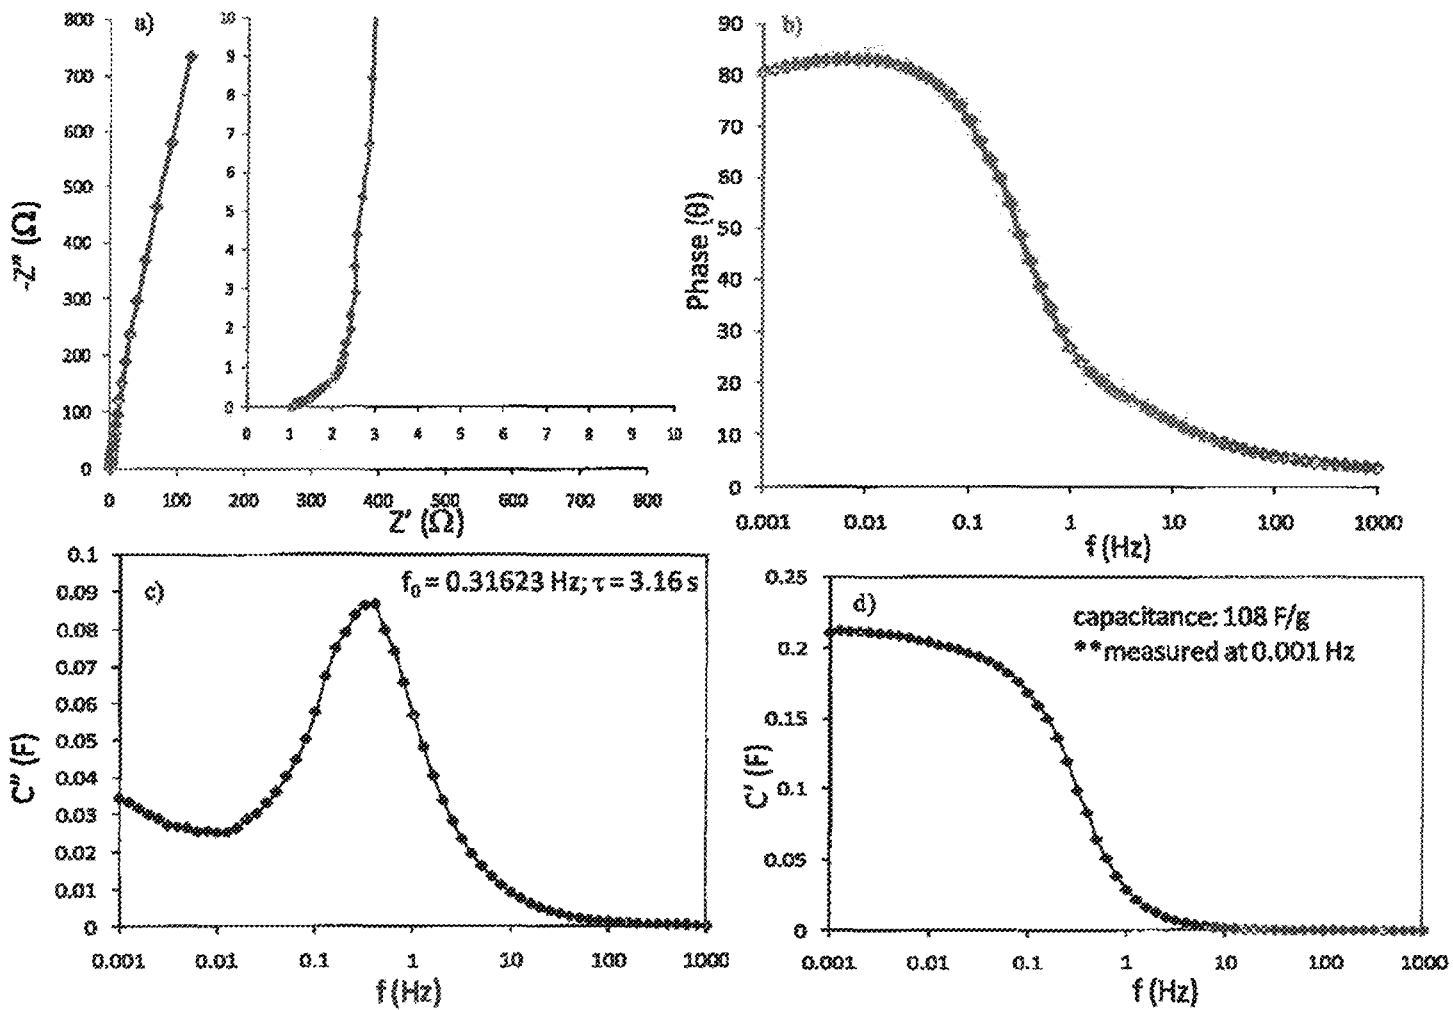 a)
800
700
600
500
400
300
200
100
0
-Z" (Ω)
0 100 200 300 400 500 600 700 800
Z' (Ω)
10
9
8
7
6
5
4
3
2
1
0
0 1 2 3 4 5 6 7 8 9 10
b)
90
80
70
60
50
40
30
20
10
0
Phase (θ)
0.001 0.01 0.1 1 10 100 1000
f (Hz)
c)
f₀ = 0.31623 Hz; τ = 3.16 s
0.1
0.09
0.08
0.07
0.06
0.05
0.04
0.03
0.02
0.01
0
C" (F)
0.001 0.01 0.1 1 10 100 1000
f (Hz)
d)
capacitance: 108 F/g
**measured at 0.001 Hz
0.25
0.2
0.15
0.1
0.05
0
C' (F)
0.001 0.01 0.1 1 10 100 1000
f (Hz)